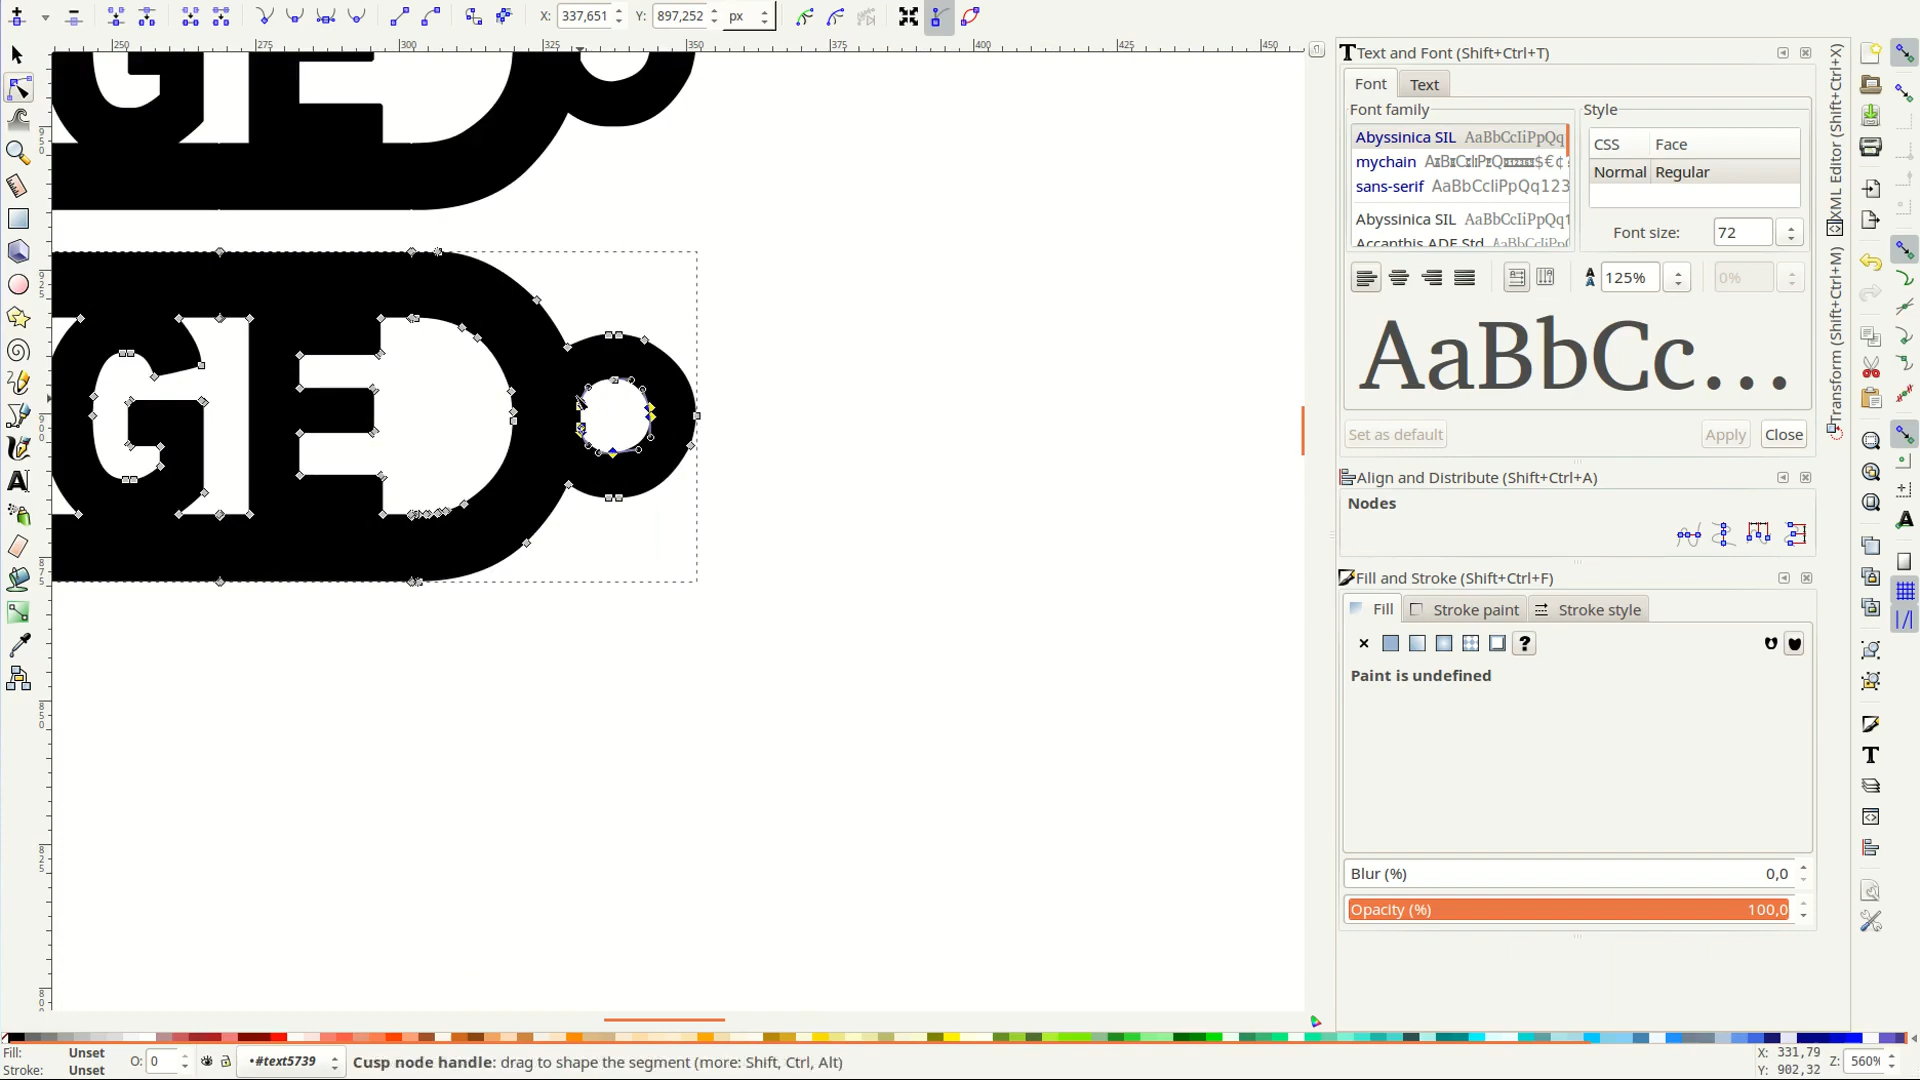 X: 337,651 Y: 897,252 px
250 275 300 325 350 375 400 425 450
GED
GED
Text and Font (Shift+Ctrl+T)
Font Text
Font family
Abyssinica SIL AaBbCcIiPpQq
mychain
sans-serif AaBbCcIiPpQq123
Abyssinica SIL AaBbCcIiPpQq1
Accanthis ADF Std AaBbCcIiPpQ
Style
CSS Face
Normal Regular
Font size: 72
125% 0%
AaBbCc...
Set as default Apply Close
Align and Distribute (Shift+Ctrl+A)
Nodes
Fill and Stroke (Shift+Ctrl+F)
Fill Stroke paint Stroke style
Paint is undefined
Blur (%) 0,0
Opacity (%) 100,0
XML Editor (Shift+Ctrl+X)
Transform (Shift+Ctrl+M)
Fill: Unset
Stroke: Unset
O: 0
•#text5739
Cusp node handle: drag to shape the segment (more: Shift, Ctrl, Alt)
X: 331,79
Y: 902,32
Z: 560%